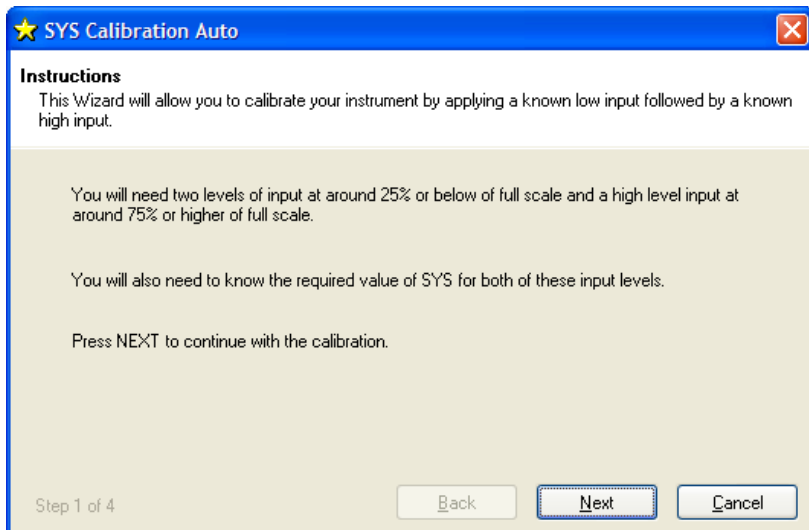 SYS Calibration Auto
Instructions
This Wizard will allow you to calibrate your instrument by applying a known low input followed by a known
high input.
You will need two levels of input at around 25% or below of full scale and a high level input at
around 75% or higher of full scale.
You will also need to know the required value of SYS for both of these input levels.
Press NEXT to continue with the calibration.
Step 1 of 4
Back
Next
Cancel